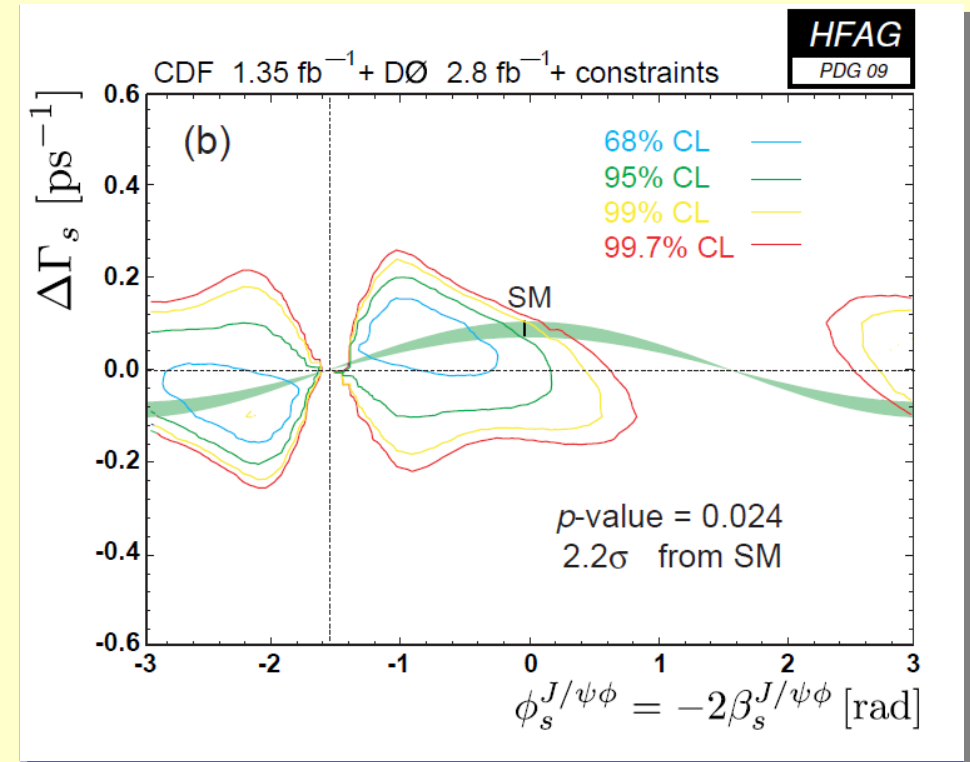 HFAG
PDG 09
CDF 1.35 fb⁻¹ + DØ 2.8 fb⁻¹ + constraints
ΔΓ_s [ps⁻¹]
(b)
68% CL
95% CL
99% CL
99.7% CL
SM
p-value = 0.024
2.2σ from SM
0.6
0.4
0.2
0.0
-0.2
-0.4
-0.6
-3 -2 -1 0 1 2 3
ϕ_s^{J/ψϕ} = −2β_s^{J/ψϕ} [rad]